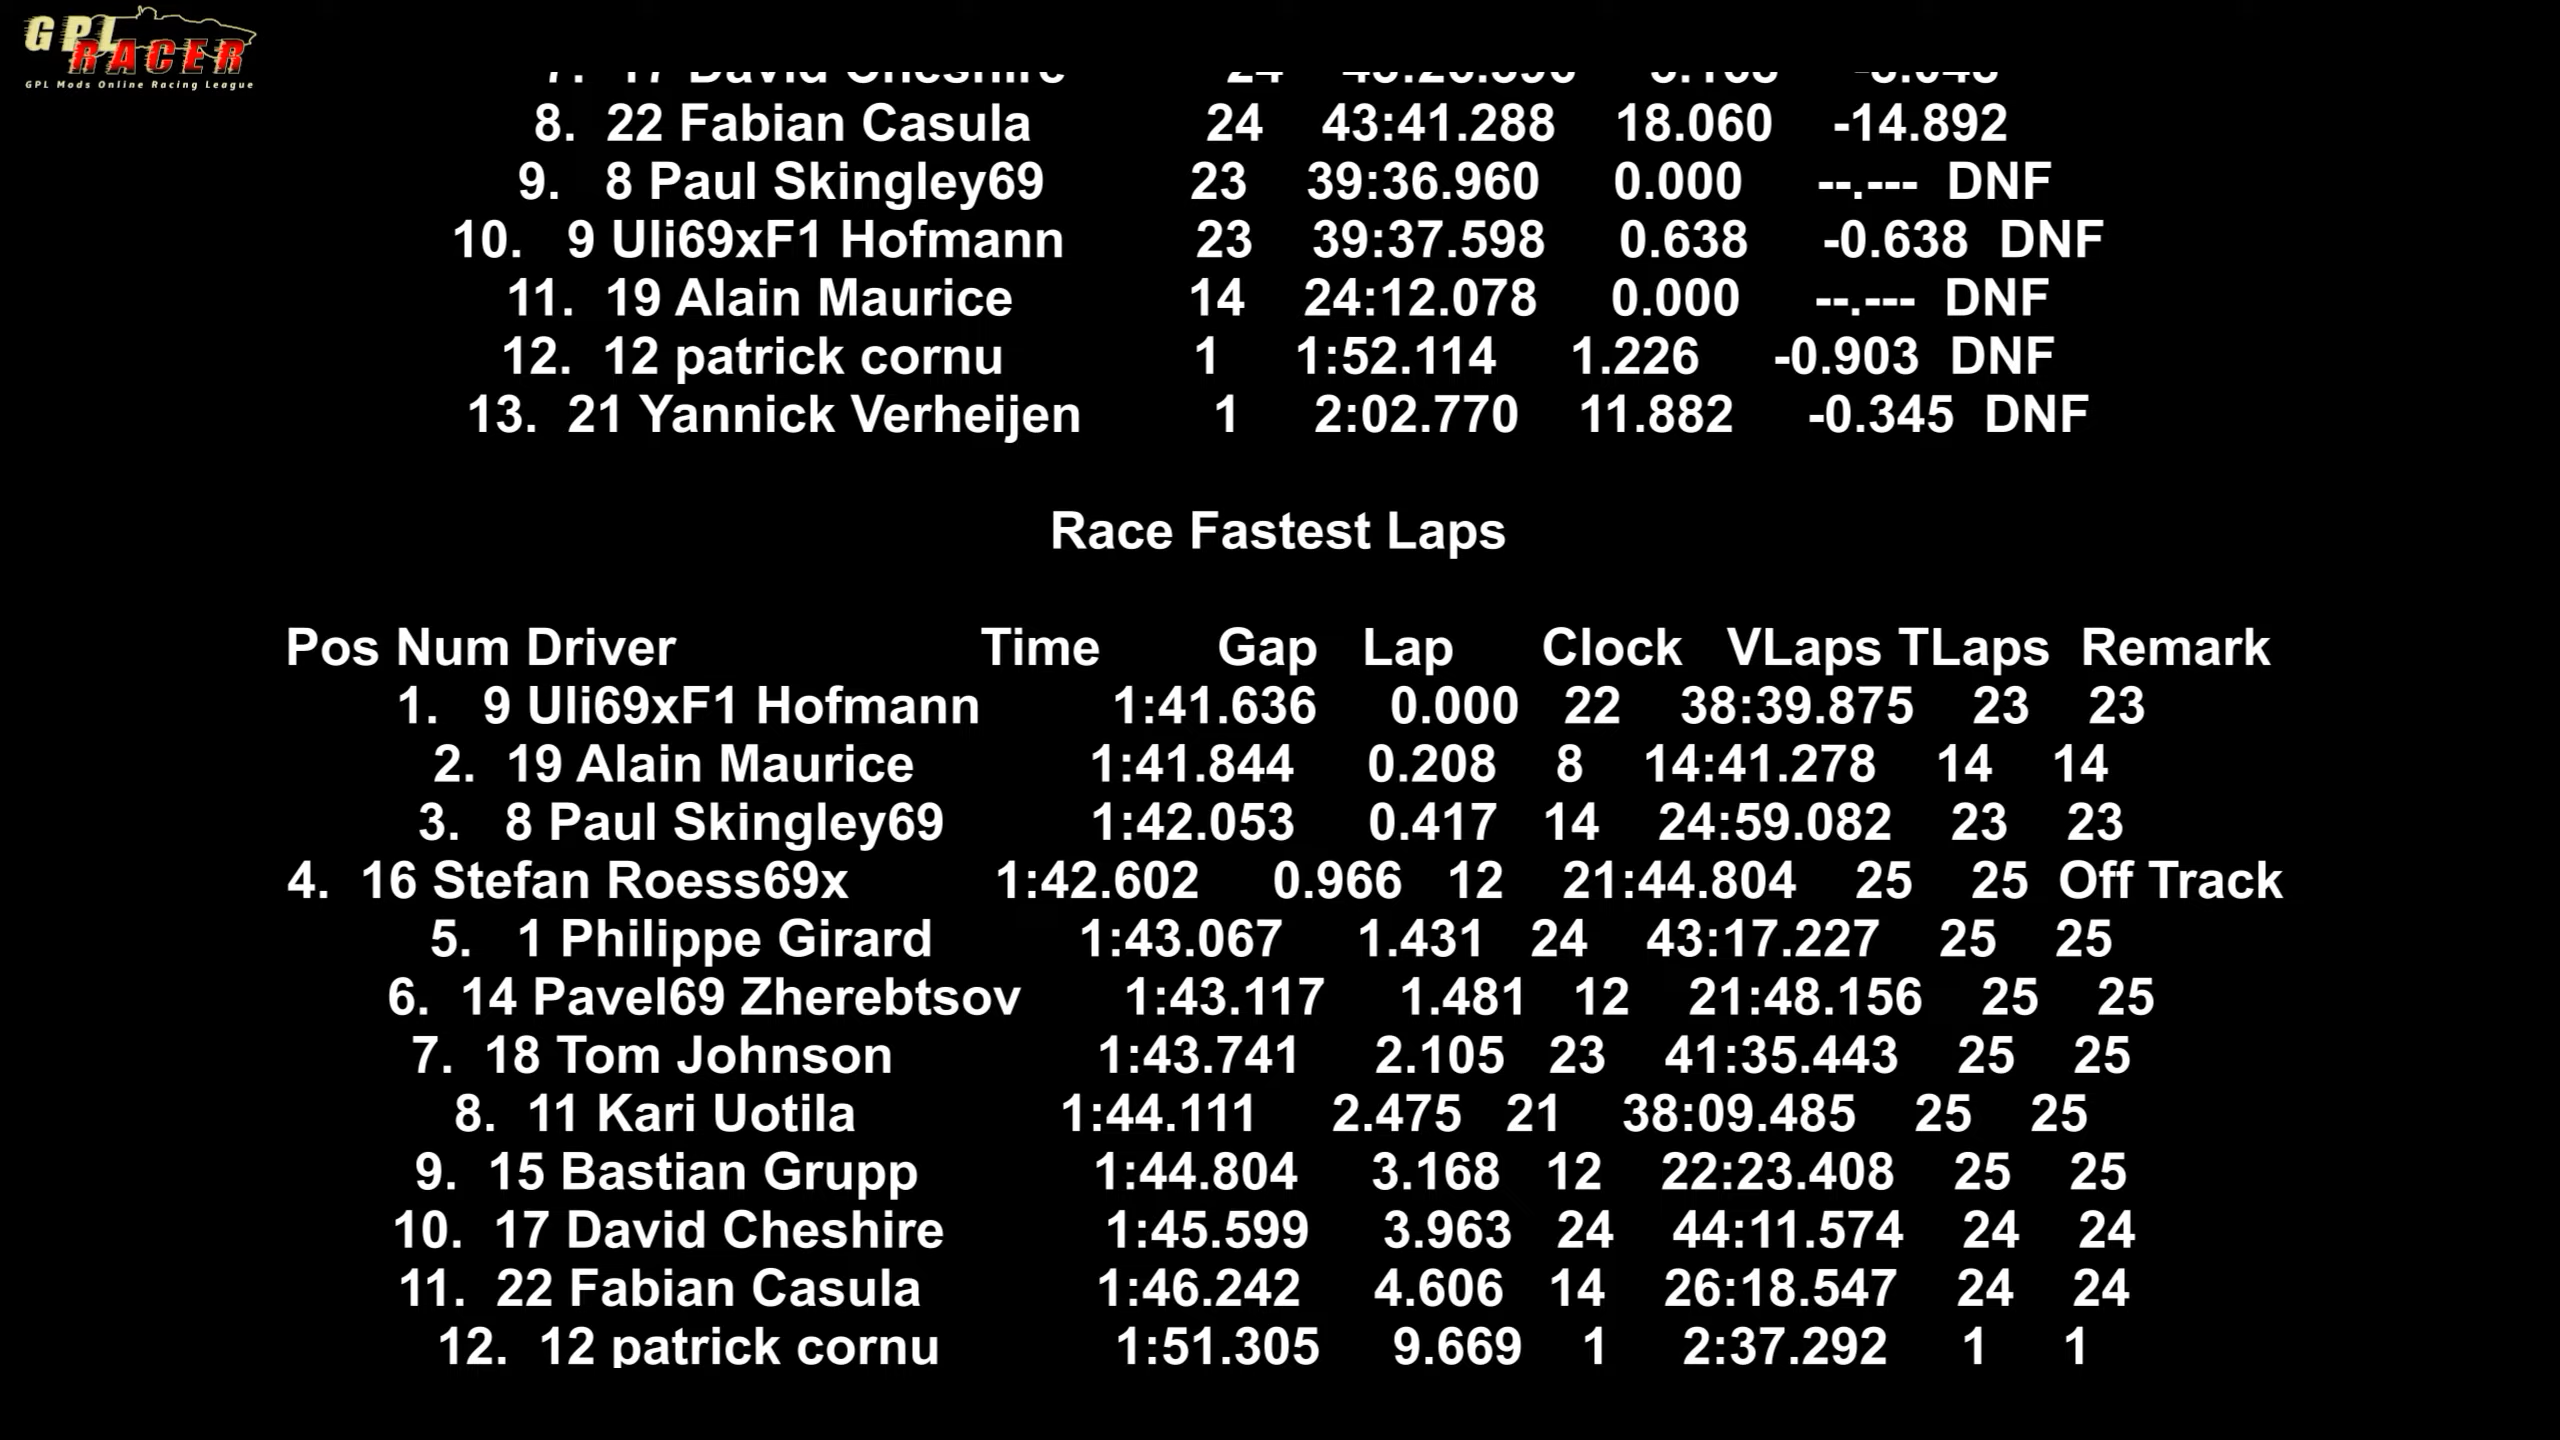 GPL
RACER
GPL Mods Online Racing League
8. 22 Fabian Casula 24 43:41.288 18.060 -14.892
9. 8 Paul Skingley69 23 39:36.960 0.000 --.--- DNF
10. 9 Uli69xF1 Hofmann 23 39:37.598 0.638 -0.638 DNF
11. 19 Alain Maurice 14 24:12.078 0.000 --.--- DNF
12. 12 patrick cornu 1 1:52.114 1.226 -0.903 DNF
13. 21 Yannick Verheijen 1 2:02.770 11.882 -0.345 DNF
Race Fastest Laps
Pos Num Driver Time Gap Lap Clock VLaps TLaps Remark
1. 9 Uli69xF1 Hofmann 1:41.636 0.000 22 38:39.875 23 23
2. 19 Alain Maurice 1:41.844 0.208 8 14:41.278 14 14
3. 8 Paul Skingley69 1:42.053 0.417 14 24:59.082 23 23
4. 16 Stefan Roess69x 1:42.602 0.966 12 21:44.804 25 25 Off Track
5. 1 Philippe Girard 1:43.067 1.431 24 43:17.227 25 25
6. 14 Pavel69 Zherebtsov 1:43.117 1.481 12 21:48.156 25 25
7. 18 Tom Johnson 1:43.741 2.105 23 41:35.443 25 25
8. 11 Kari Uotila 1:44.111 2.475 21 38:09.485 25 25
9. 15 Bastian Grupp 1:44.804 3.168 12 22:23.408 25 25
10. 17 David Cheshire 1:45.599 3.963 24 44:11.574 24 24
11. 22 Fabian Casula 1:46.242 4.606 14 26:18.547 24 24
12. 12 patrick cornu 1:51.305 9.669 1 2:37.292 1 1